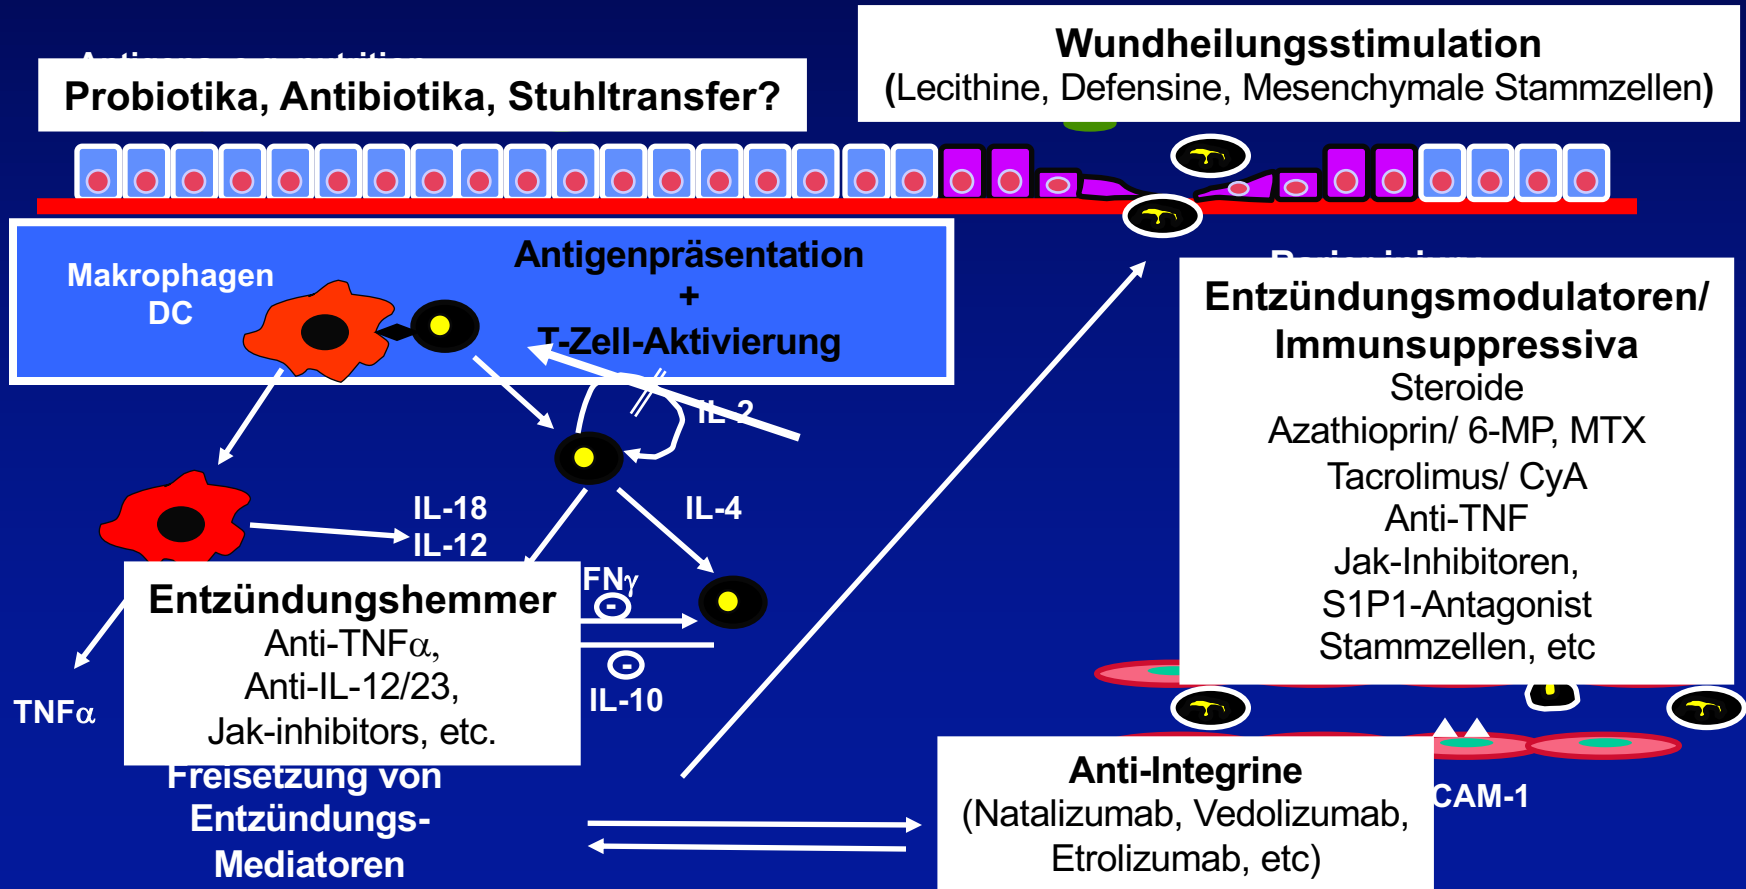 Probiotika, Antibiotika, Stuhltransfer?
Wundheilungsstimulation
(Lecithine, Defensine, Mesenchymale Stammzellen)
Makrophagen
DC
Antigenpräsentation
+
T-Zell-Aktivierung
IL-2
IL-18
IL-12
IL-4
Entzündungsmodulatoren/
Immunsuppressiva
Steroide
Azathioprin/ 6-MP, MTX
Tacrolimus/ CyA
Anti-TNF
Jak-Inhibitoren,
S1P1-Antagonist
Stammzellen, etc
Entzündungshemmer
Anti-TNFα,
Anti-IL-12/23,
Jak-inhibitors, etc.
FNγ
-
-
IL-10
TNFα
Freisetzung von
Entzündungs-
Mediatoren
Anti-Integrine
(Natalizumab, Vedolizumab,
Etrolizumab, etc)
CAM-1